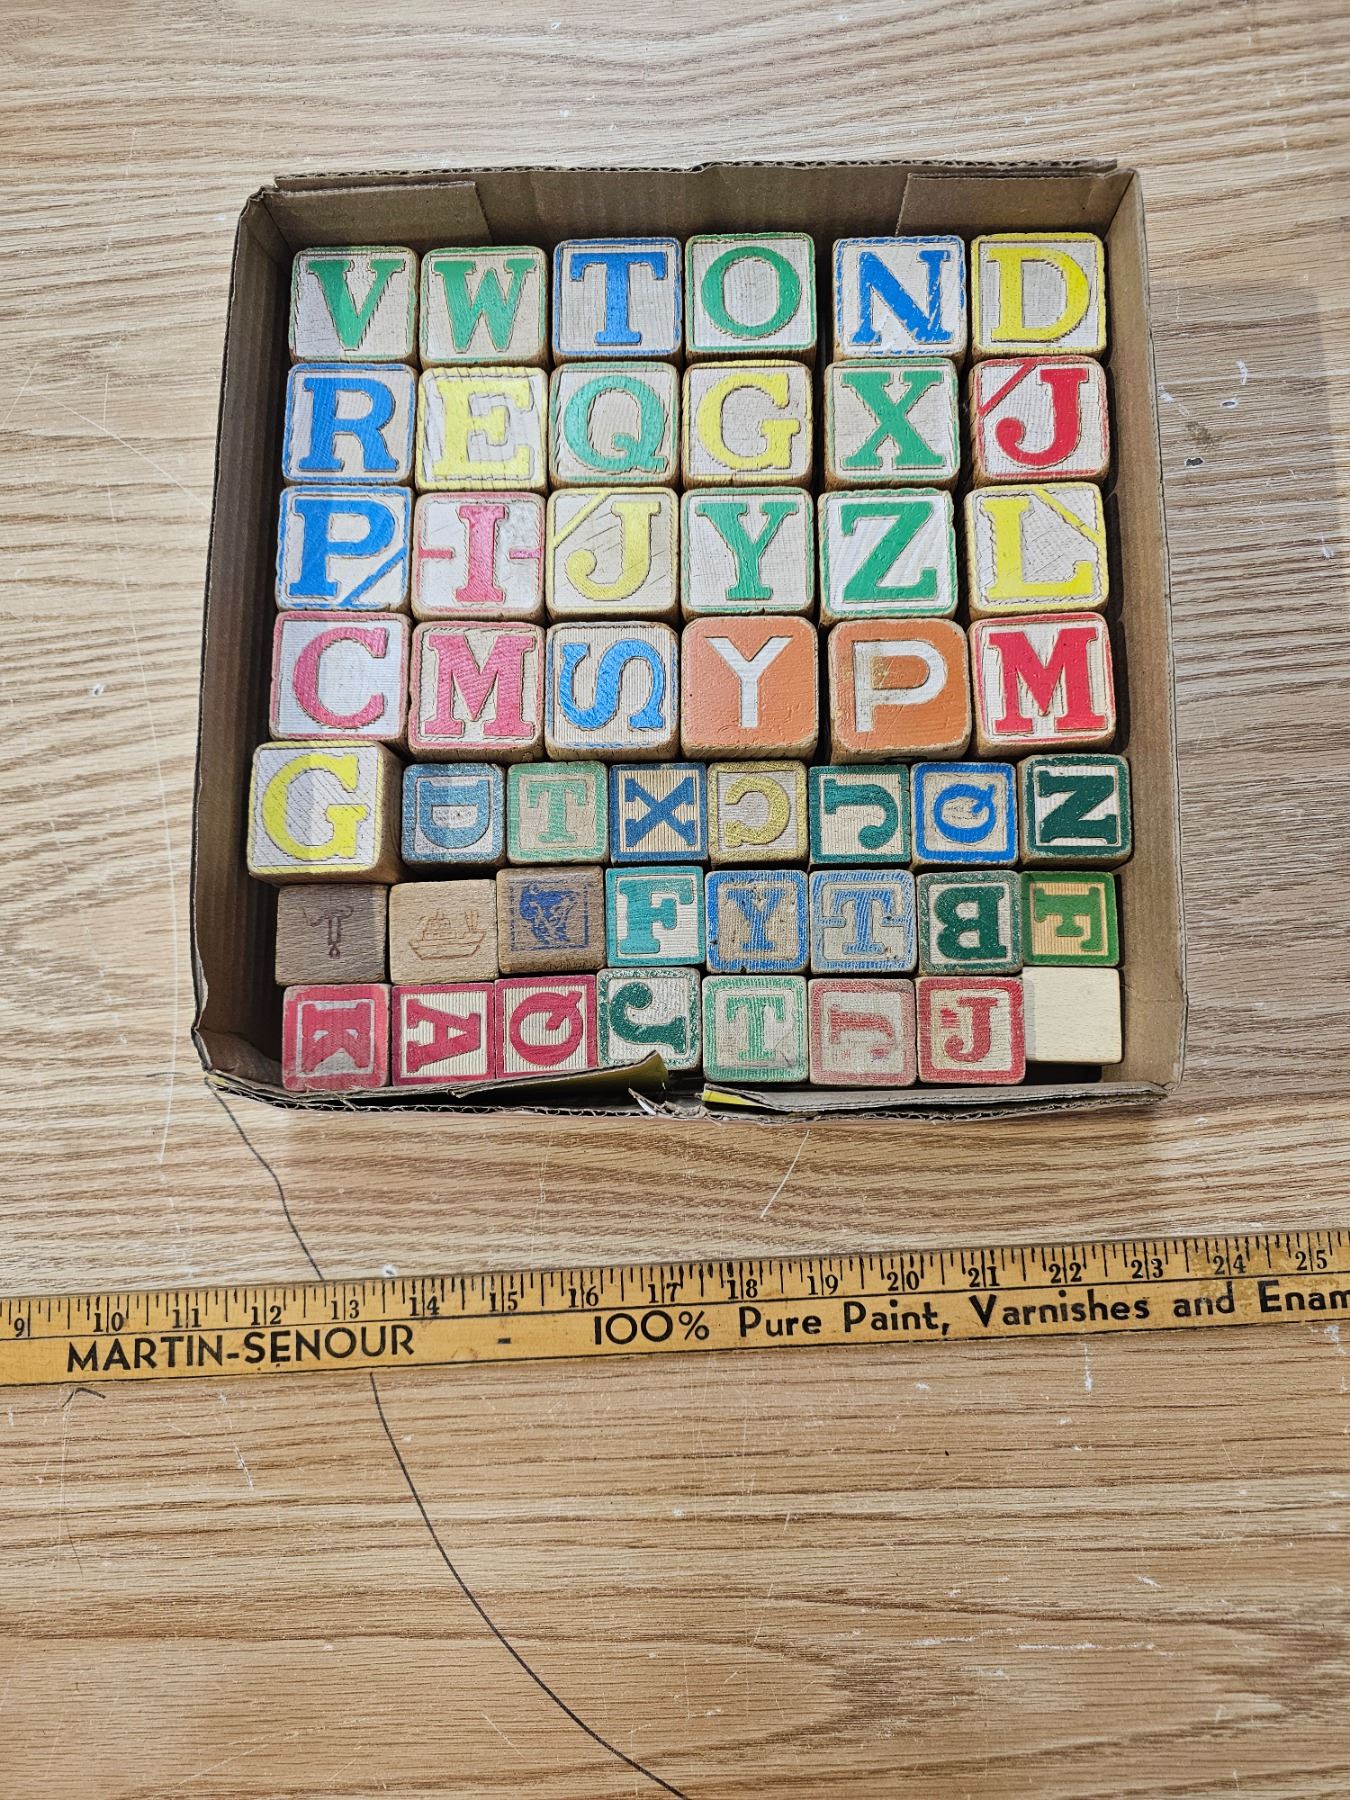 V W T O N D
R E Q G X J
P I J Y Z L
C M S Y P M
G D T X C J Q N
F Y T B F
K A Q J T J J
9 10 11 12 13 14 15 16 17 18 19 20 21 22 23 24 25
MARTIN-SENOUR - 100% Pure Paint, Varnishes and Enam